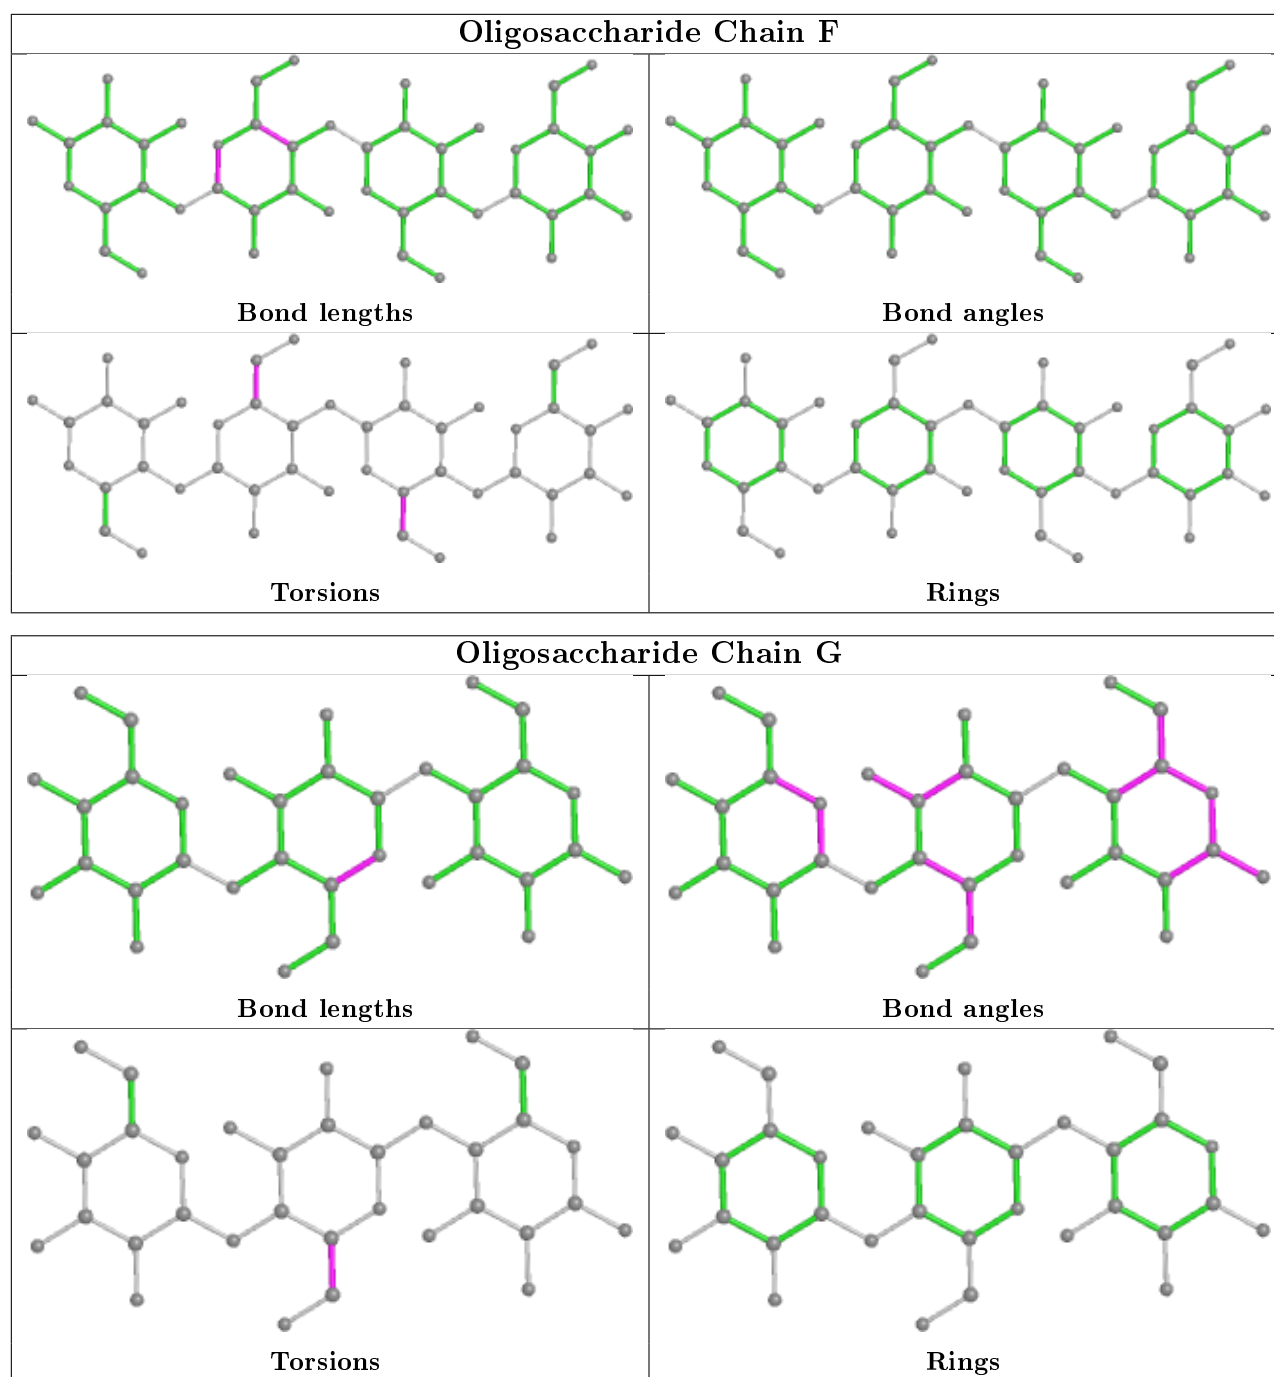 Oligosaccharide Chain F
Bond lengths
Bond angles
Torsions
Rings
Oligosaccharide Chain G
Bond lengths
Bond angles
Torsions
Rings